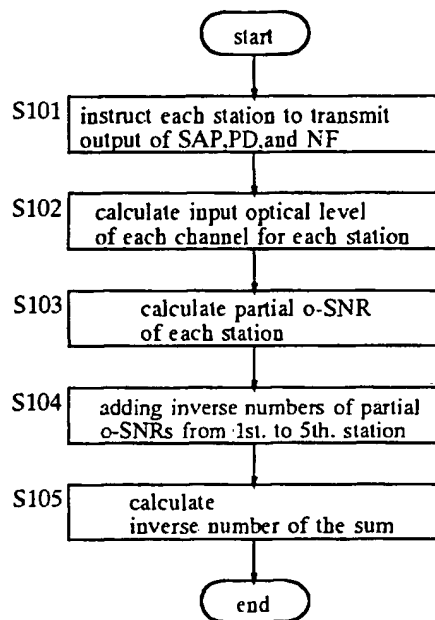 start
S101
instruct each station to transmit
output of SAP,PD,and NF
S102
calculate input optical level
of each channel for each station
S103
calculate partial o-SNR
of each station
S104
adding inverse numbers of partial
o-SNRs from 1st. to 5th. station
S105
calculate
inverse number of the sum
end